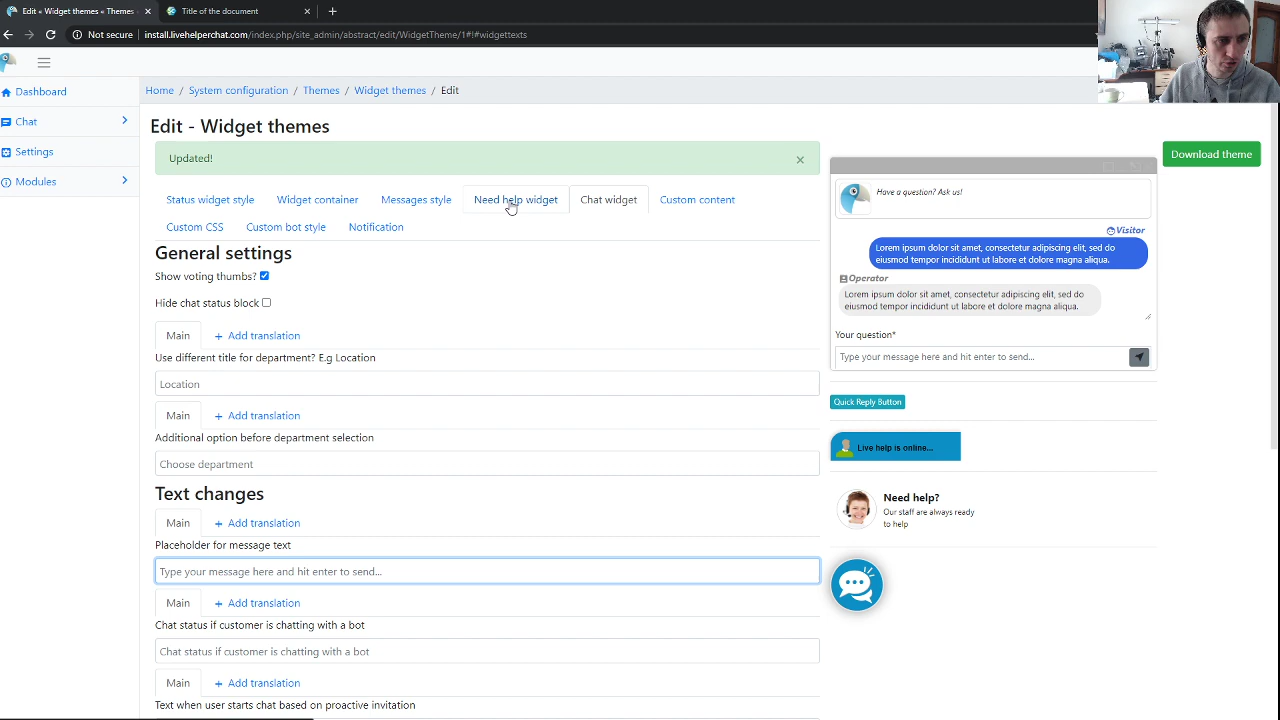 Edit ‹ Widget themes « Themes
Title of the document
Not secure
install.livehelperchat.com/index.php/site_admin/abstract/edit/WidgetTheme/1/
Dashboard
Chat
Settings
Modules
Home / System configuration / Themes / Widget themes / Edit
Edit - Widget themes
Updated!
Download theme
Status widget style
Widget container
Messages style
Need help widget
Chat widget
Custom content
Custom CSS
Custom bot style
Notification
General settings
Show voting thumbs?
Hide chat status block
Main
+ Add translation
Use different title for department? E.g Location
Location
Main
+ Add translation
Additional option before department selection
Choose department
Text changes
Main
+ Add translation
Placeholder for message text
Type your message here and hit enter to send...
Main
+ Add translation
Chat status if customer is chatting with a bot
Chat status if customer is chatting with a bot
Main
+ Add translation
Text when user starts chat based on proactive invitation
Have a question? Ask us!
Visitor
Lorem ipsum dolor sit amet, consectetur adipiscing elit, sed do
eiusmod tempor incididunt ut labore et dolore magna aliqua.
Operator
Lorem ipsum dolor sit amet, consectetur adipiscing elit, sed do
eiusmod tempor incididunt ut labore et dolore magna aliqua.
Your question*
Type your message here and hit enter to send...
Quick Reply Button
Live help is online...
Need help?
Our staff are always ready
to help